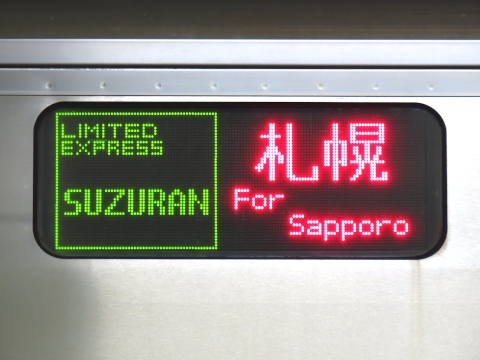 LIMITED
EXPRESS
SUZURAN
札幌
For
Sapporo